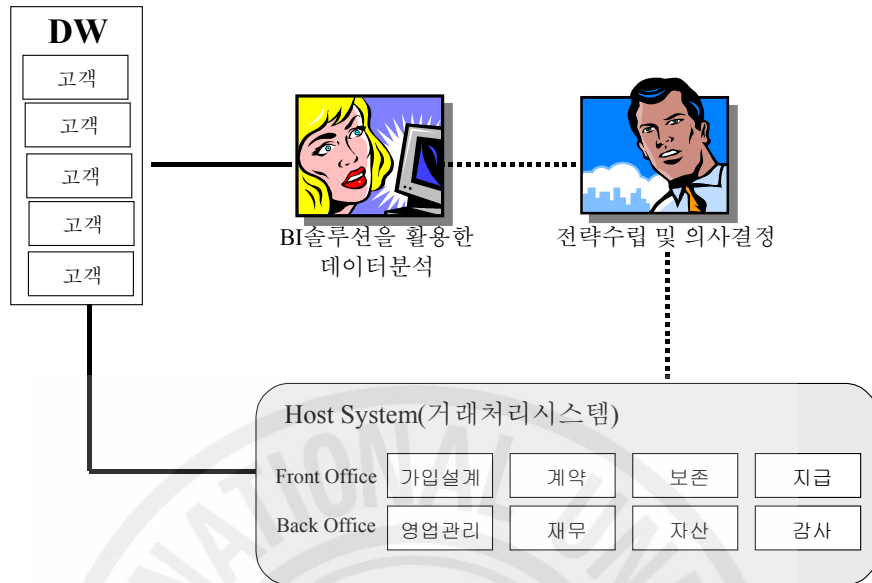 DW
고객
고객
고객
고객
고객
BI솔루션을 활용한
데이터분석
전략수립 및 의사결정
Host System(거래처리시스템)
Front Office 가입설계 계약 보존 지급
Back Office 영업관리 재무 자산 감사
NATIONAL UN